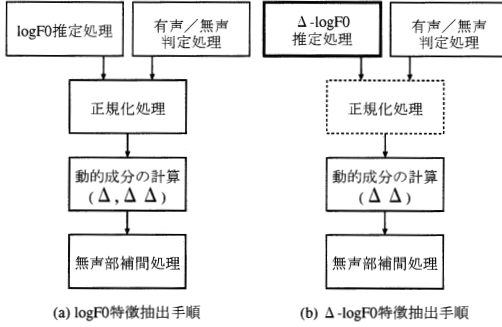 logF0推定処理
有声／無声
判定処理
正規化処理
動的成分の計算
( Δ , Δ Δ )
無声部補間処理
(a) logF0特徴抽出手順
Δ-logF0
推定処理
有声／無声
判定処理
正規化処理
動的成分の計算
( Δ Δ )
無声部補間処理
(b) Δ-logF0特徴抽出手順